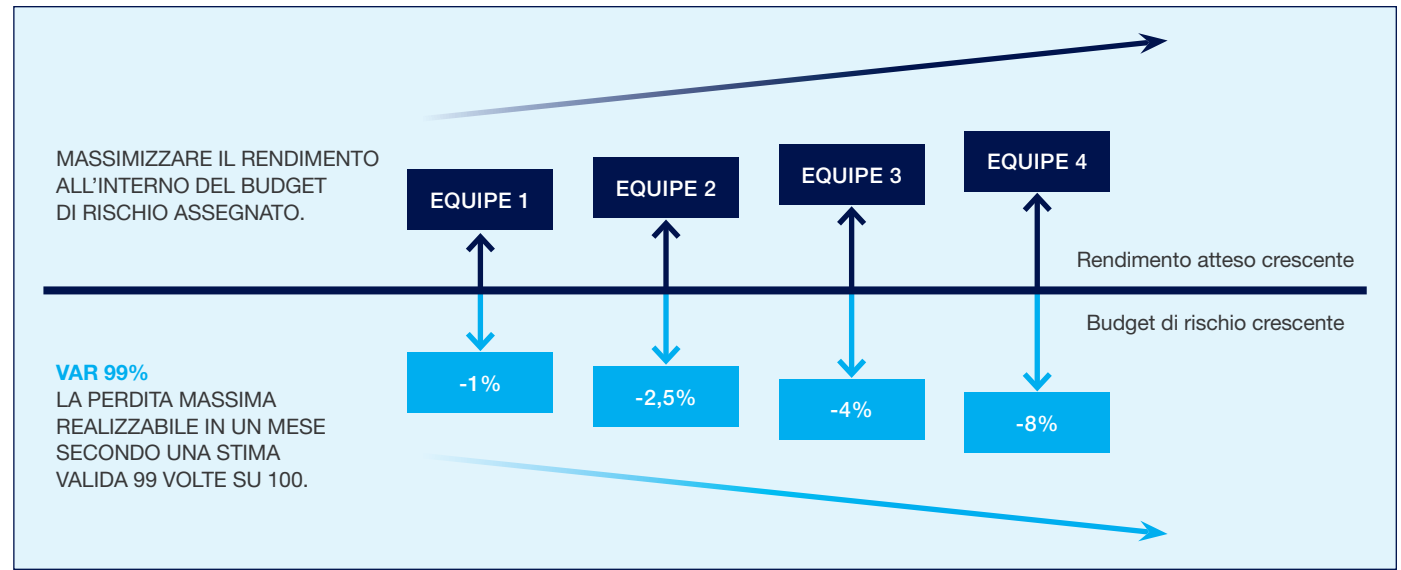 MASSIMIZZARE IL RENDIMENTO
ALL'INTERNO DEL BUDGET
DI RISCHIO ASSEGNATO.
EQUIPE 1
EQUIPE 2
EQUIPE 3
EQUIPE 4
Rendimento atteso crescente
Budget di rischio crescente
VAR 99%
LA PERDITA MASSIMA
REALIZZABILE IN UN MESE
SECONDO UNA STIMA
VALIDA 99 VOLTE SU 100.
-1%
-2,5%
-4%
-8%